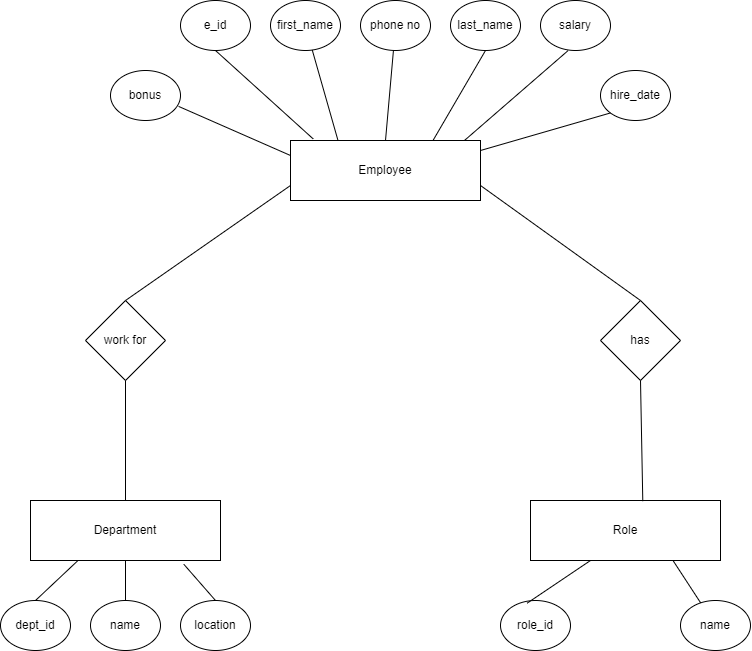 e_id
first_name
phone no
last_name
salary
bonus
hire_date
Employee
work for
has
Department
Role
dept_id
name
location
role_id
name